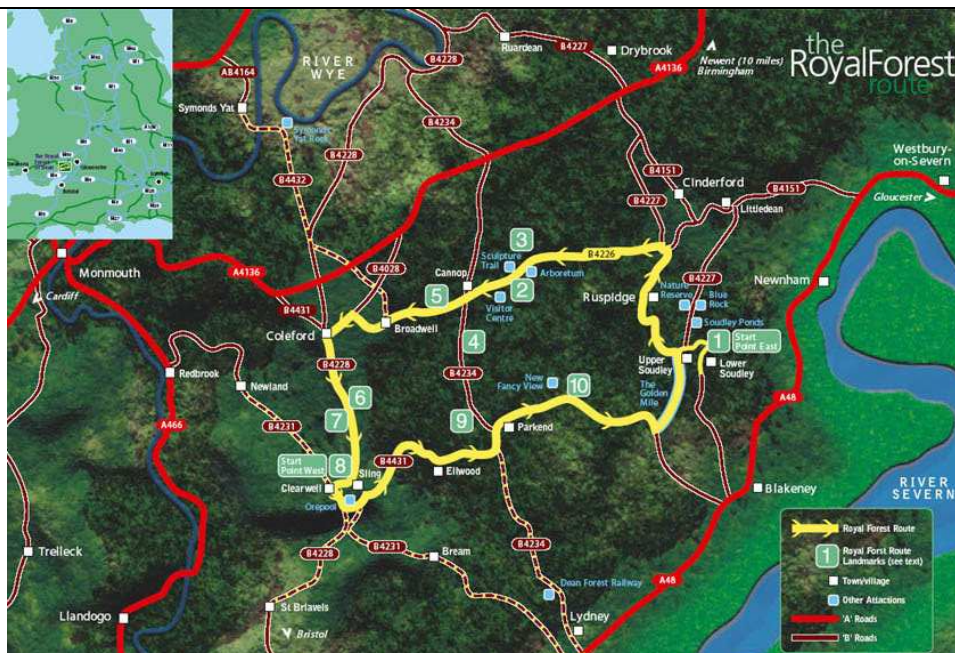 the
RoyalForest
route
RIVER
WYE
Ruardean
Drybrook
B4227
B4228
AB4164
A4136
Newent (10 miles)
Birmingham
Symonds Yat
Symonds
Yat Rock
B4234
B4228
B4432
Westbury-
on-Severn
B4151
B4151
Cinderford
Littledean
B4227
Gloucester
Monmouth
Cardiff
A4136
B4028
B4431
3
Sculpture
Trail
Arboretum
B4226
Cannop
5
2
Visitor
Centre
Broadwell
Coleford
Ruspidge
B4227
Nature
Reserve
Blue
Rock
Soudley Ponds
Newnham
1
Start
Point East
Upper
Soudley
Lower
Soudley
The
Golden
Mile
4
B4234
B4228
Redbrook
Newland
A466
B4231
6
7
New
Fancy View
10
9
Parkend
A48
Start
Point West
8
Sling
B4431
Ellwood
Clearwell
Orepool
Blakeney
RIVER
SEVERN
B4228
B4231
Bream
B4234
Trelleck
Dean Forest Railway
A48
St Briavels
Bristol
Llandogo
Lydney
Royal Forest Route
1
Royal Forst Route
Landmarks (see text)
Town/village
Other Attactions
'A' Roads
'B' Roads